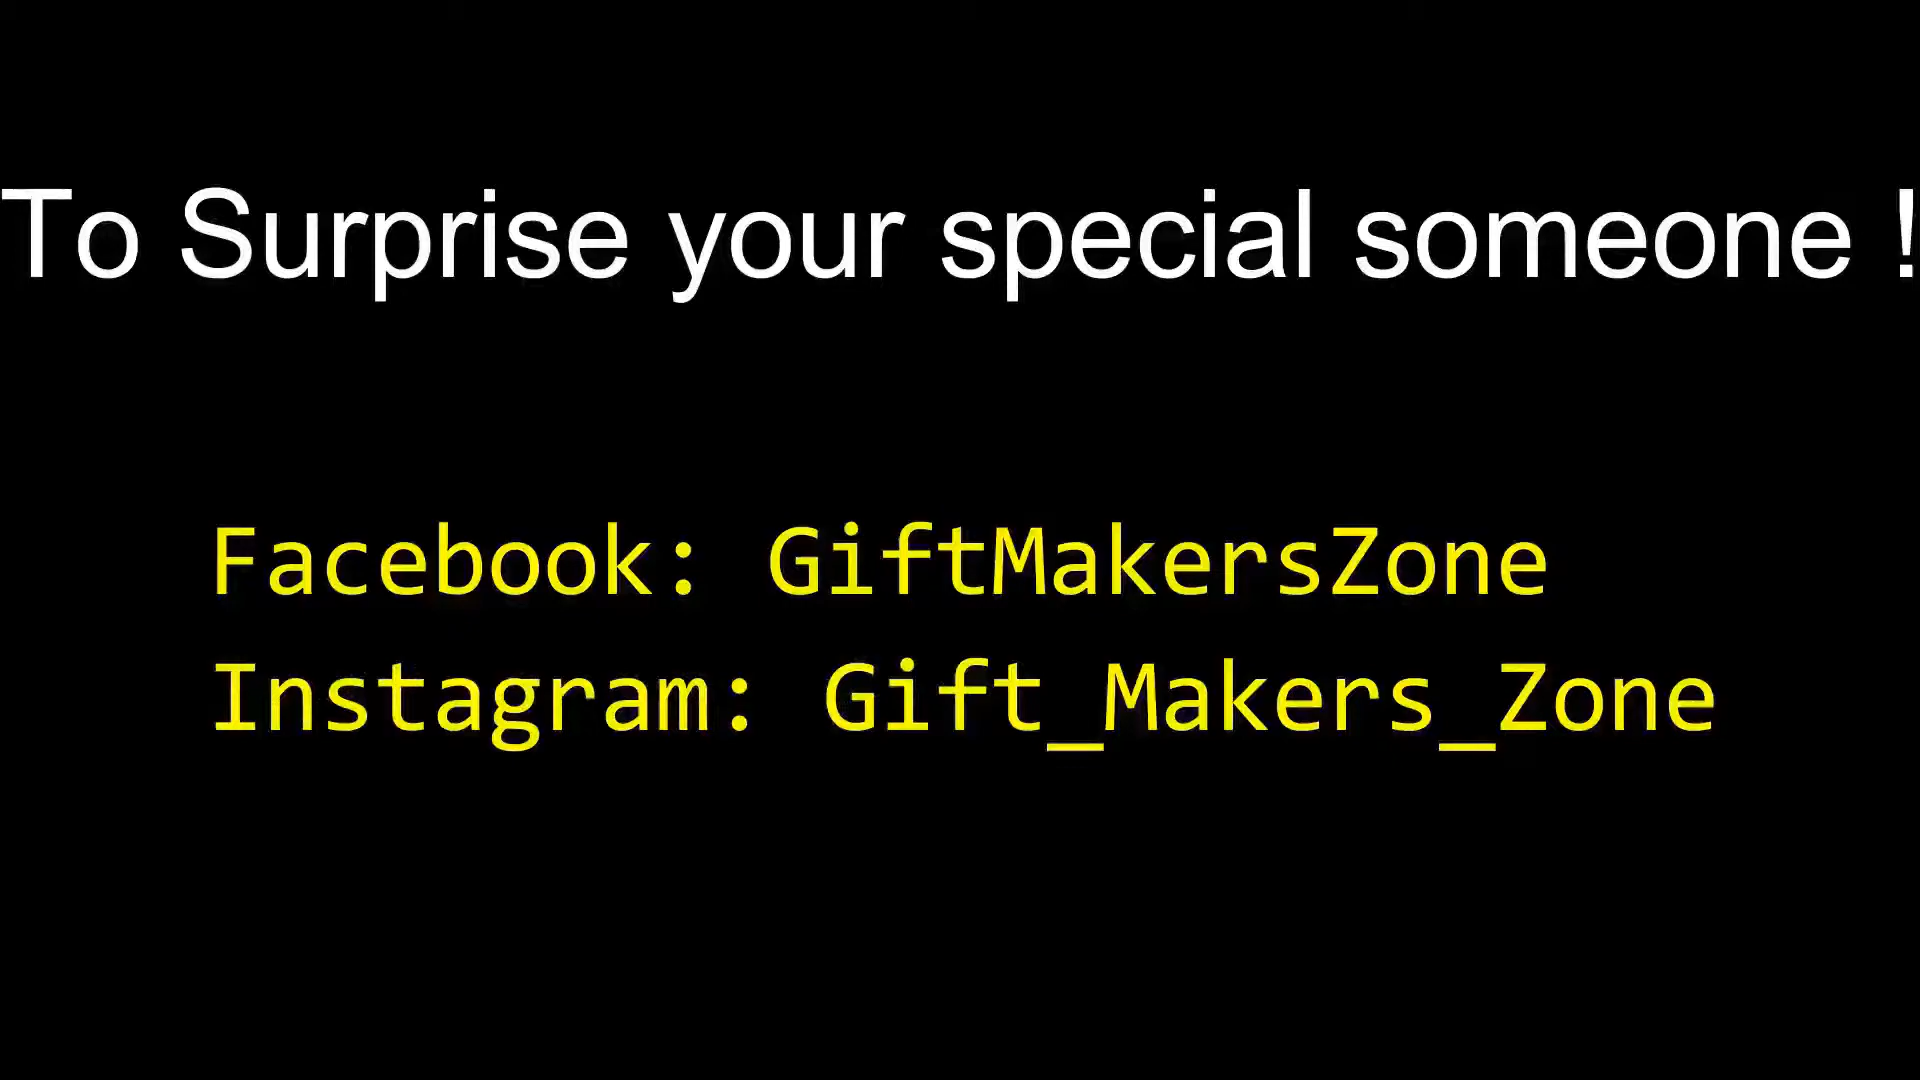 To Surprise your special someone !
Facebook: GiftMakersZone
Instagram: Gift_Makers_Zone